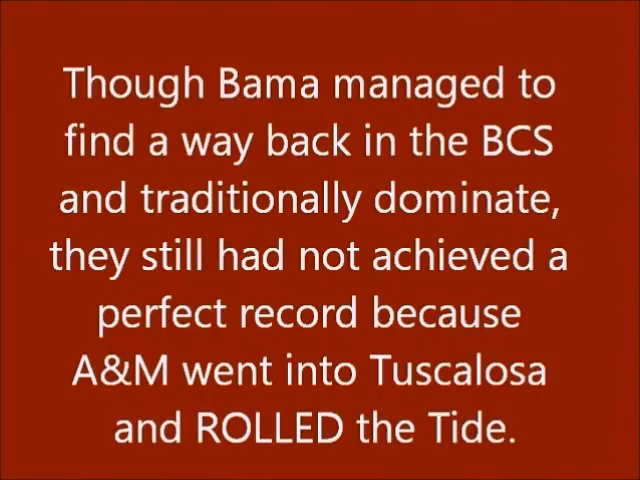 Though Bama managed to
find a way back in the BCS
and traditionally dominate,
they still had not achieved a
perfect record because
A&M went into Tuscalosa
and ROLLED the Tide.